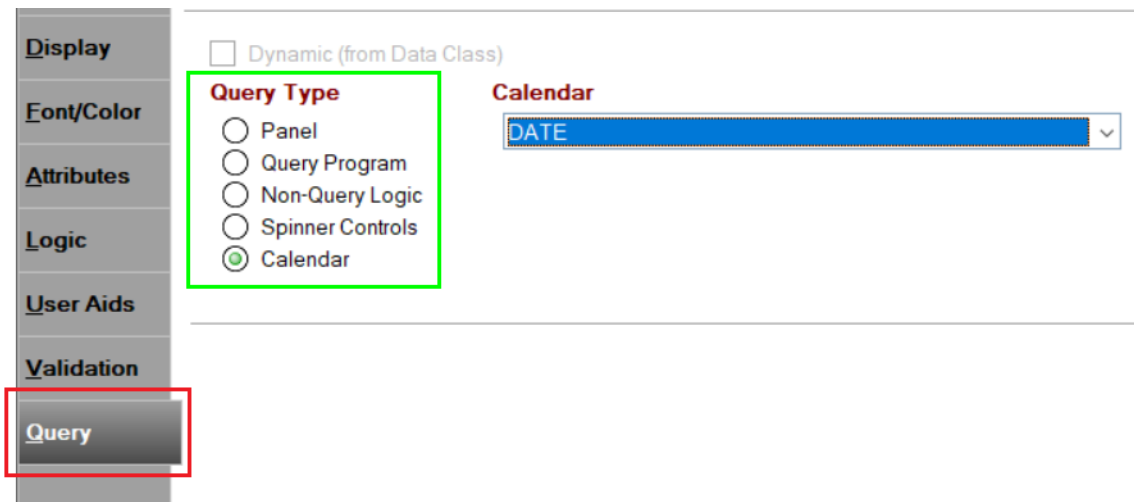 Display
Font/Color
Attributes
Logic
User Aids
Validation
Query
Dynamic (from Data Class)
Query Type
Panel
Query Program
Non-Query Logic
Spinner Controls
Calendar
Calendar
DATE